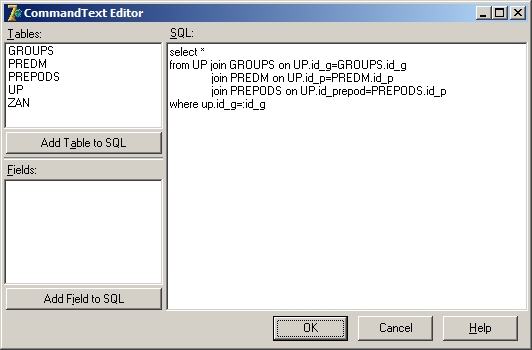 CommandText Editor
Tables:
GROUPS
PREDM
PREPODS
UP
ZAN
Add Table to SQL
Fields:
Add Field to SQL
SQL:
select *
from UP join GROUPS on UP.id_g=GROUPS.id_g
join PREDM on UP.id_p=PREDM.id_p
join PREPODS on UP.id_prepod=PREPODS.id_p
where up.id_g=:id_g
OK
Cancel
Help